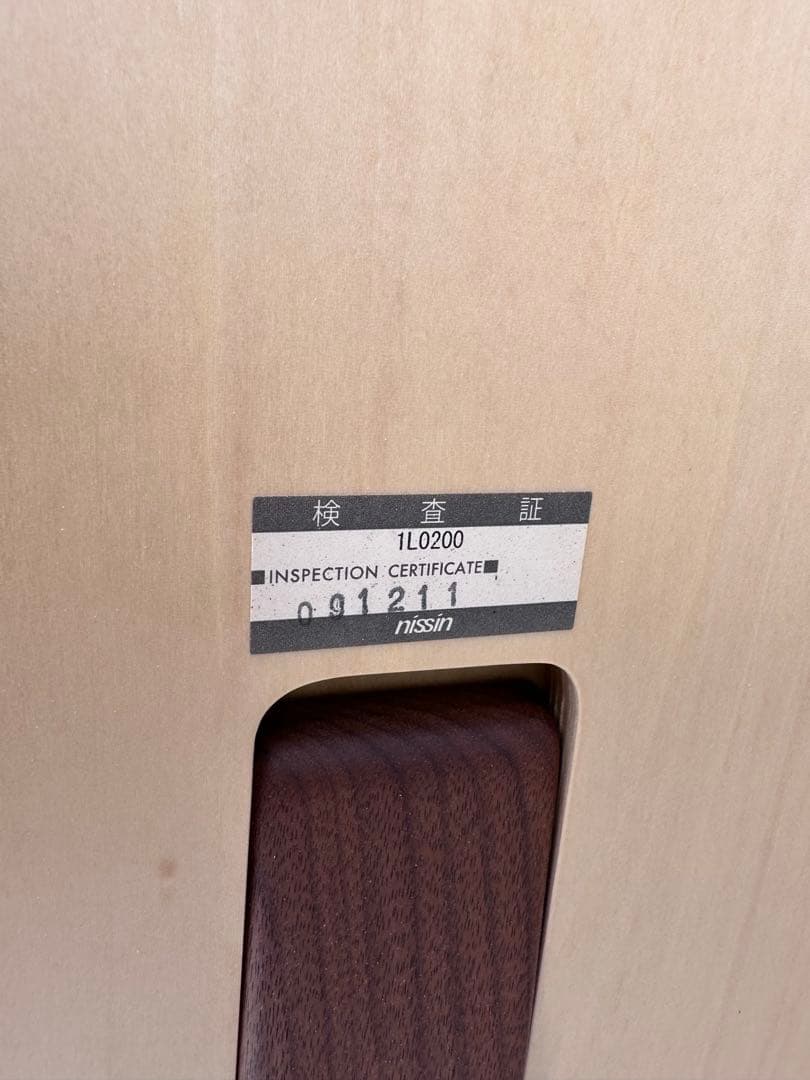 検 査 証
1L0200
■INSPECTION CERTIFICATE■
091211
nissin